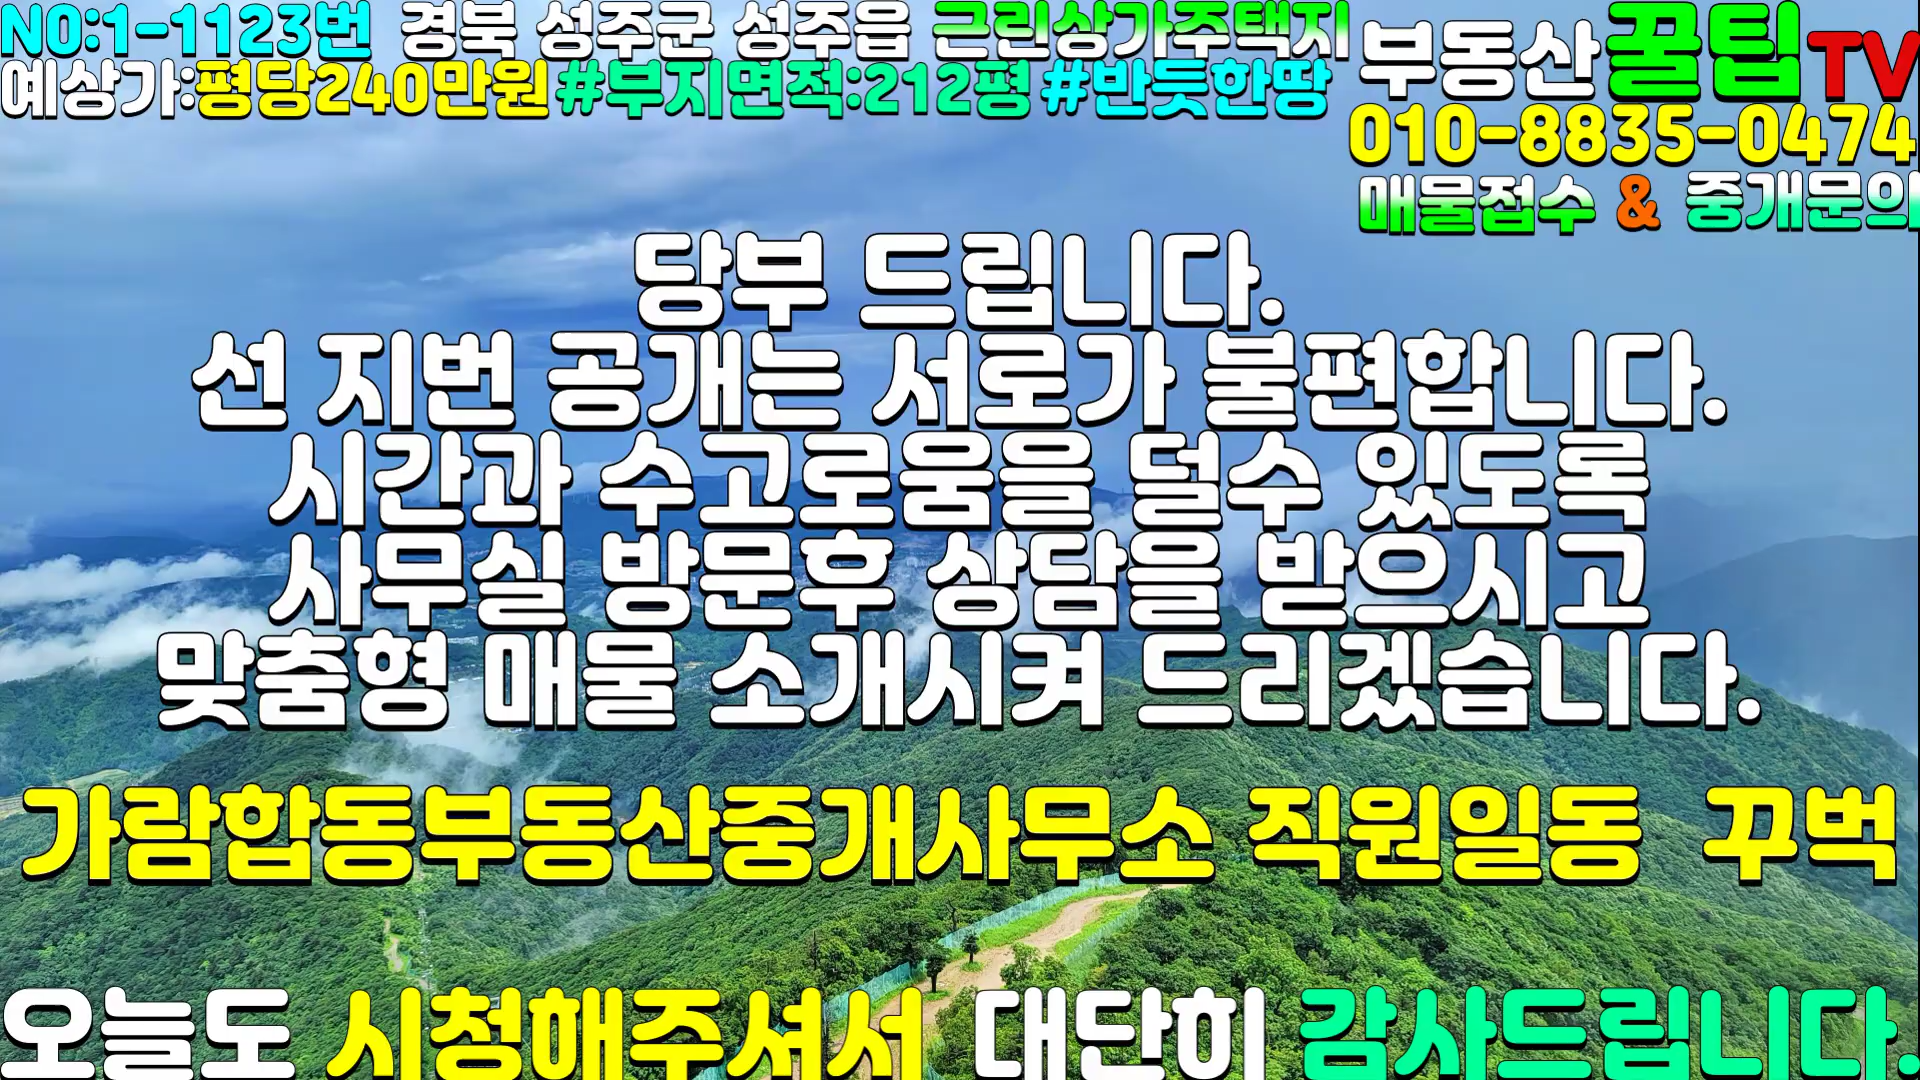 NO:1-1123번 경북 성주군 성주읍 근린상가주택지
예상가:평당240만원 #부지면적:212평 #반듯한땅
부동산꿀팁TV
010-8835-0474
매물접수 & 중개문의
당부 드립니다.
선 지번 공개는 서로가 불편합니다.
시간과 수고로움을 덜수 있도록
사무실 방문후 상담을 받으시고
맞춤형 매물 소개시켜 드리겠습니다.
가람합동부동산중개사무소 직원일동 꾸벅
오늘도 시청해주셔서 대단히 감사드립니다.